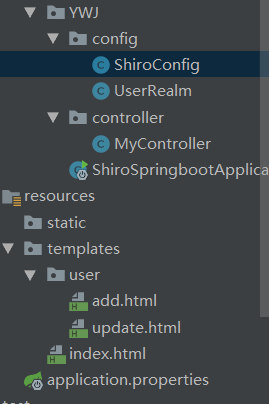 YWJ
config
ShiroConfig
UserRealm
controller
MyController
ShiroSpringbootApplica
resources
static
templates
user
add.html
update.html
index.html
application.properties